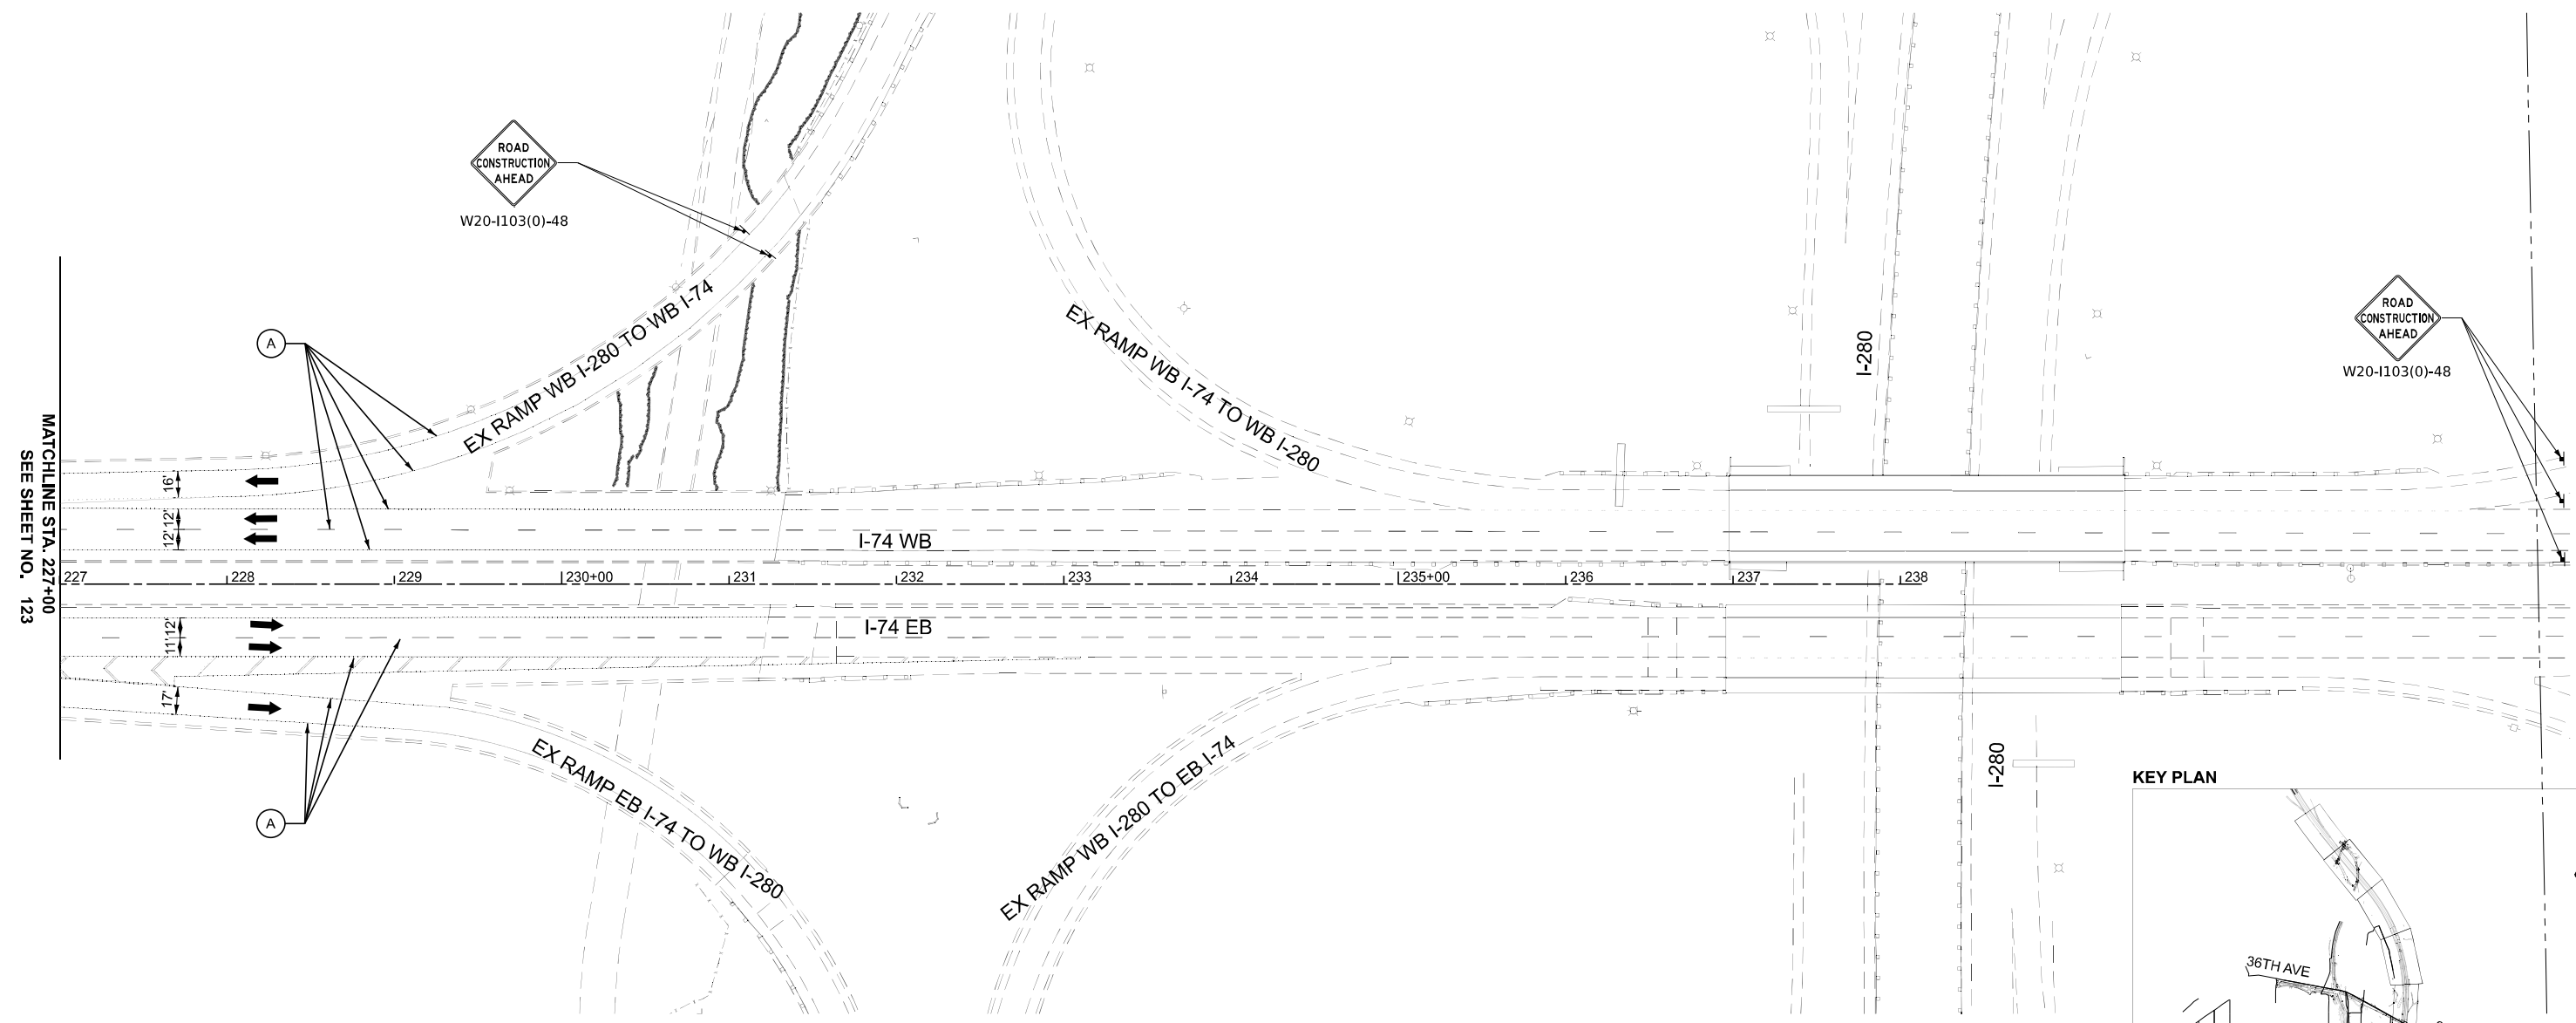 ROAD
CONSTRUCTION
AHEAD
W20-I103(0)-48
ROAD
CONSTRUCTION
AHEAD
W20-I103(0)-48
A
EX RAMP WB I-280 TO WB I-74
EX RAMP WB I-74 TO WB I-280
I-280
MATCHLINE STA. 227+00
SEE SHEET NO. 123
16'
12'
12'
I-74 WB
227
228
229
230+00
231
232
233
234
235+00
236
237
238
12'
11'
17'
I-74 EB
A
EX RAMP EB I-74 TO WB I-280
EX RAMP WB I-280 TO EB I-74
I-280
KEY PLAN
36TH AVE